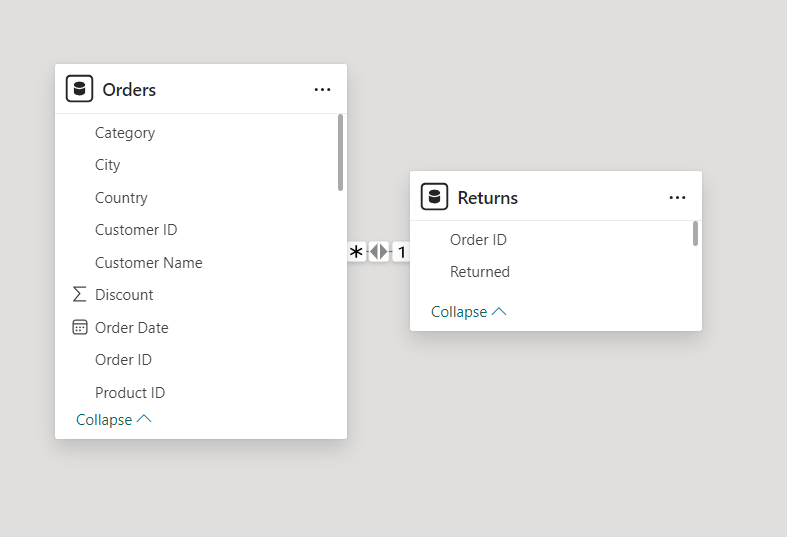 Orders
Category
City
Country
Customer ID
Customer Name
Discount
Order Date
Order ID
Product ID
Collapse
* 1
Returns
Order ID
Returned
Collapse